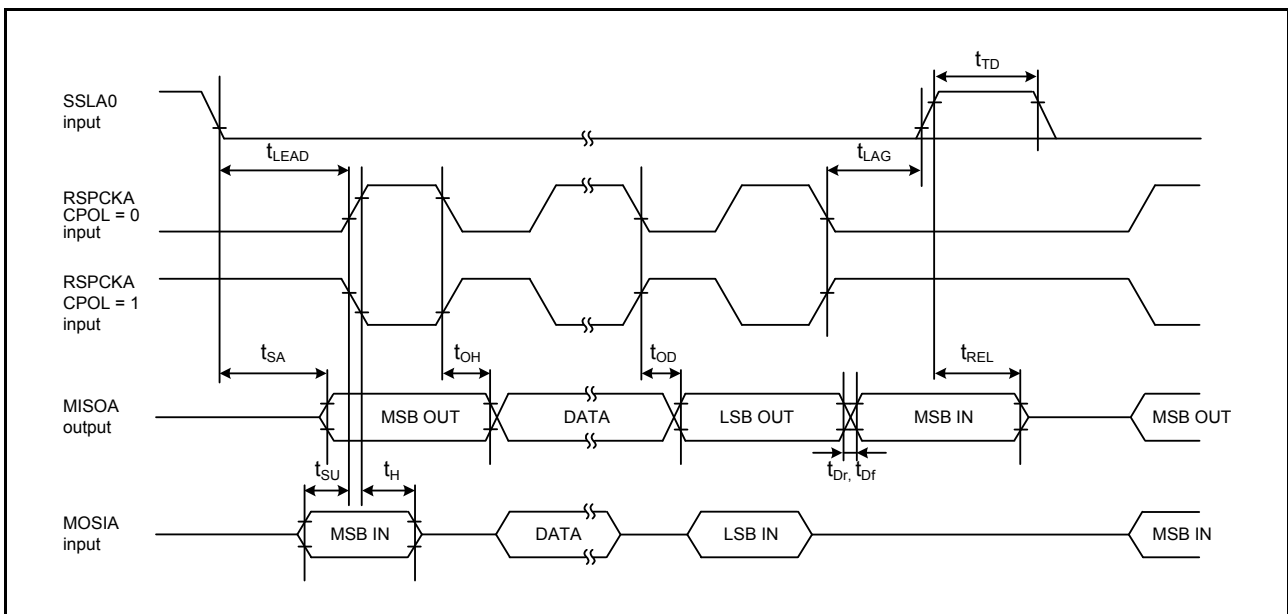 SSLA0
input
tTD
tLEAD
tLAG
RSPCKA
CPOL = 0
input
RSPCKA
CPOL = 1
input
tSA
tOH
tOD
tREL
MISOA
output
MSB OUT
DATA
LSB OUT
MSB IN
MSB OUT
tSU
tH
tDr, tDf
MOSIA
input
MSB IN
DATA
LSB IN
MSB IN